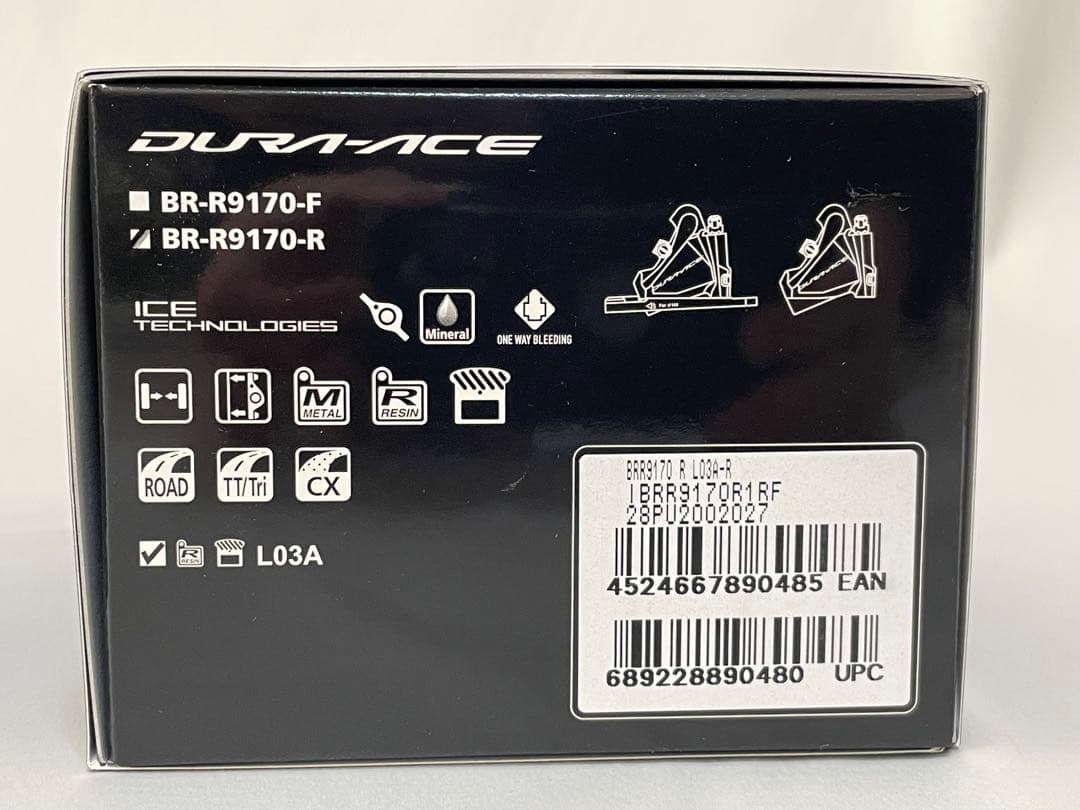 DURA-ACE
BR-R9170-F
BR-R9170-R
ICE
TECHNOLOGIES
Mineral
ONE WAY BLEEDING
M
METAL
R
RESIN
ROAD
TT/Tri
CX
R
RESIN
L03A
BRR9170 R L03A-R
IBRR9170R1RF
28PU2002027
4524667890485 EAN
689228890480 UPC